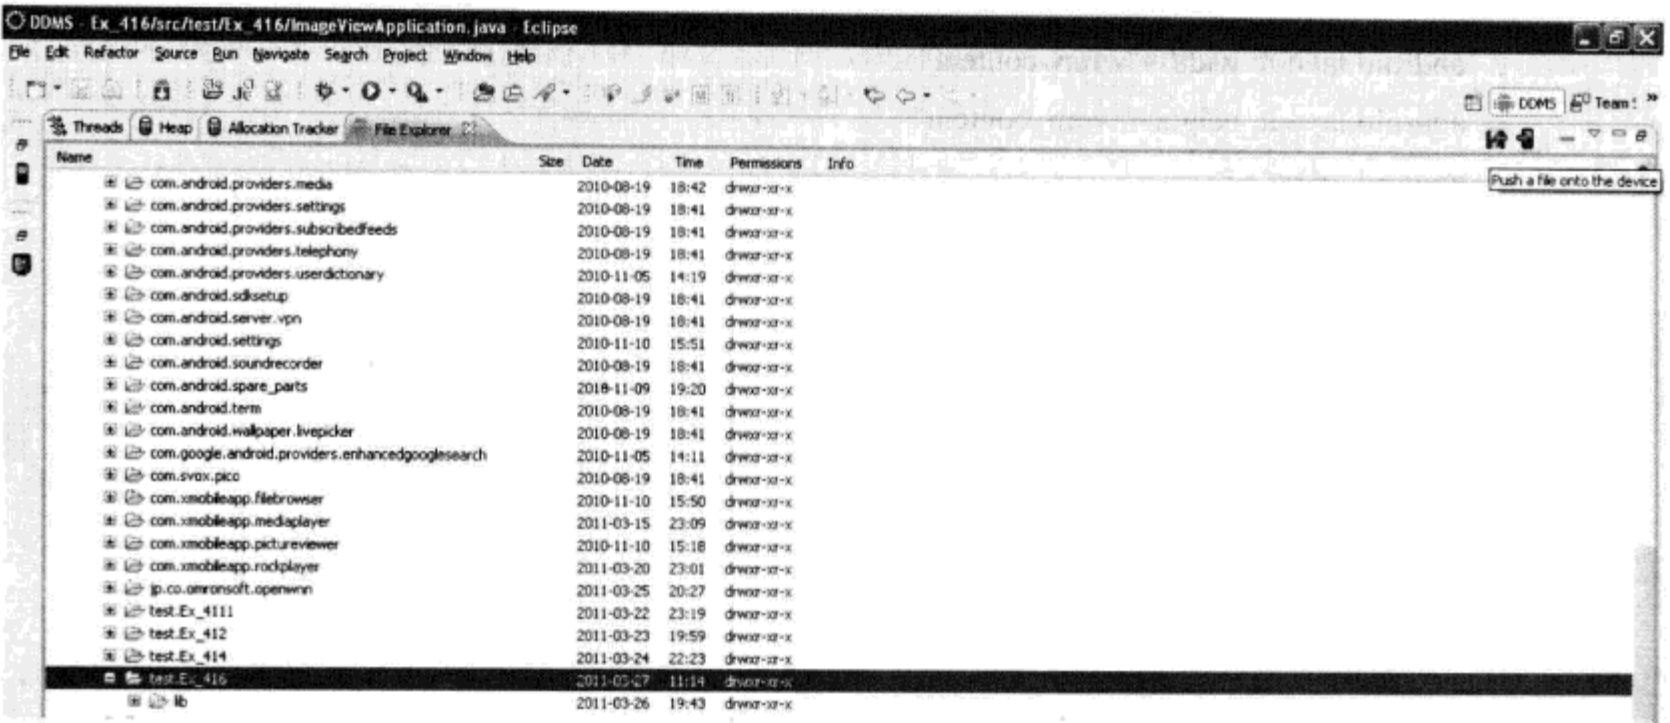 DDMS - Ex_416/src/test/Ex_416/ImageViewApplication.java - Eclipse
File Edit Refactor Source Run Navigate Search Project Window Help
DDMS Team!
Threads Heap Allocation Tracker File Explorer
Name Size Date Time Permissions Info
Push a file onto the device
com.android.providers.media 2010-08-19 18:42 drwxr-xr-x
com.android.providers.settings 2010-08-19 18:41 drwxr-xr-x
com.android.providers.subscribedfeeds 2010-08-19 18:41 drwxr-xr-x
com.android.providers.telephony 2010-08-19 18:41 drwxr-xr-x
com.android.providers.userdictionary 2010-11-05 14:19 drwxr-xr-x
com.android.sdksetup 2010-08-19 18:41 drwxr-xr-x
com.android.server.vpn 2010-08-19 18:41 drwxr-xr-x
com.android.settings 2010-11-10 15:51 drwxr-xr-x
com.android.soundrecorder 2010-08-19 18:41 drwxr-xr-x
com.android.spare_parts 2018-11-09 19:20 drwxr-xr-x
com.android.term 2010-08-19 18:41 drwxr-xr-x
com.android.wallpaper.livepicker 2010-08-19 18:41 drwxr-xr-x
com.google.android.providers.enhancedgooglesearch 2010-11-05 14:11 drwxr-xr-x
com.svox.pico 2010-08-19 18:41 drwxr-xr-x
com.xmobileapp.filebrowser 2010-11-10 15:50 drwxr-xr-x
com.xmobileapp.mediaplayer 2011-03-15 23:09 drwxr-xr-x
com.xmobileapp.pictureviewer 2010-11-10 15:18 drwxr-xr-x
com.xmobileapp.rockplayer 2011-03-20 23:01 drwxr-xr-x
jp.co.omronsoft.openwnn 2011-03-25 20:27 drwxr-xr-x
test.Ex_4111 2011-03-22 23:19 drwxr-xr-x
test.Ex_412 2011-03-23 19:59 drwxr-xr-x
test.Ex_414 2011-03-24 22:23 drwxr-xr-x
test.Ex_416 2011-03-27 11:14 drwxr-xr-x
lib 2011-03-26 19:43 drwxr-xr-x